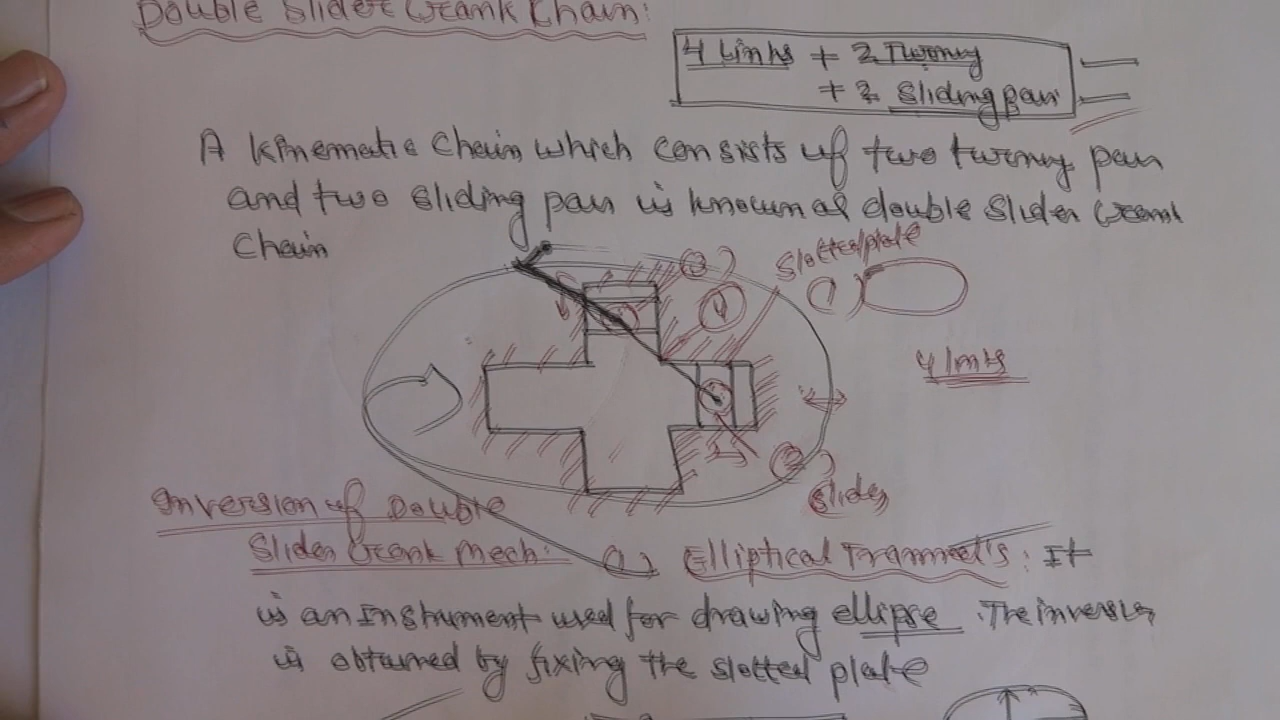 Double Slider Crank Chain:
4 Links + 2 Turning
+ 2 Sliding pair
A kinematic Chain which consists of two turning pair
and two sliding pair is known as double slider crank
Chain
Slotted plate
(3)
(4)
(1)
4 links
(2)
Slider
Inversion of Double
Slider Crank Mech: (1) Elliptical Trammel's: It
is an Instrument used for drawing ellipse. The inversion
is obtained by fixing the slotted plate